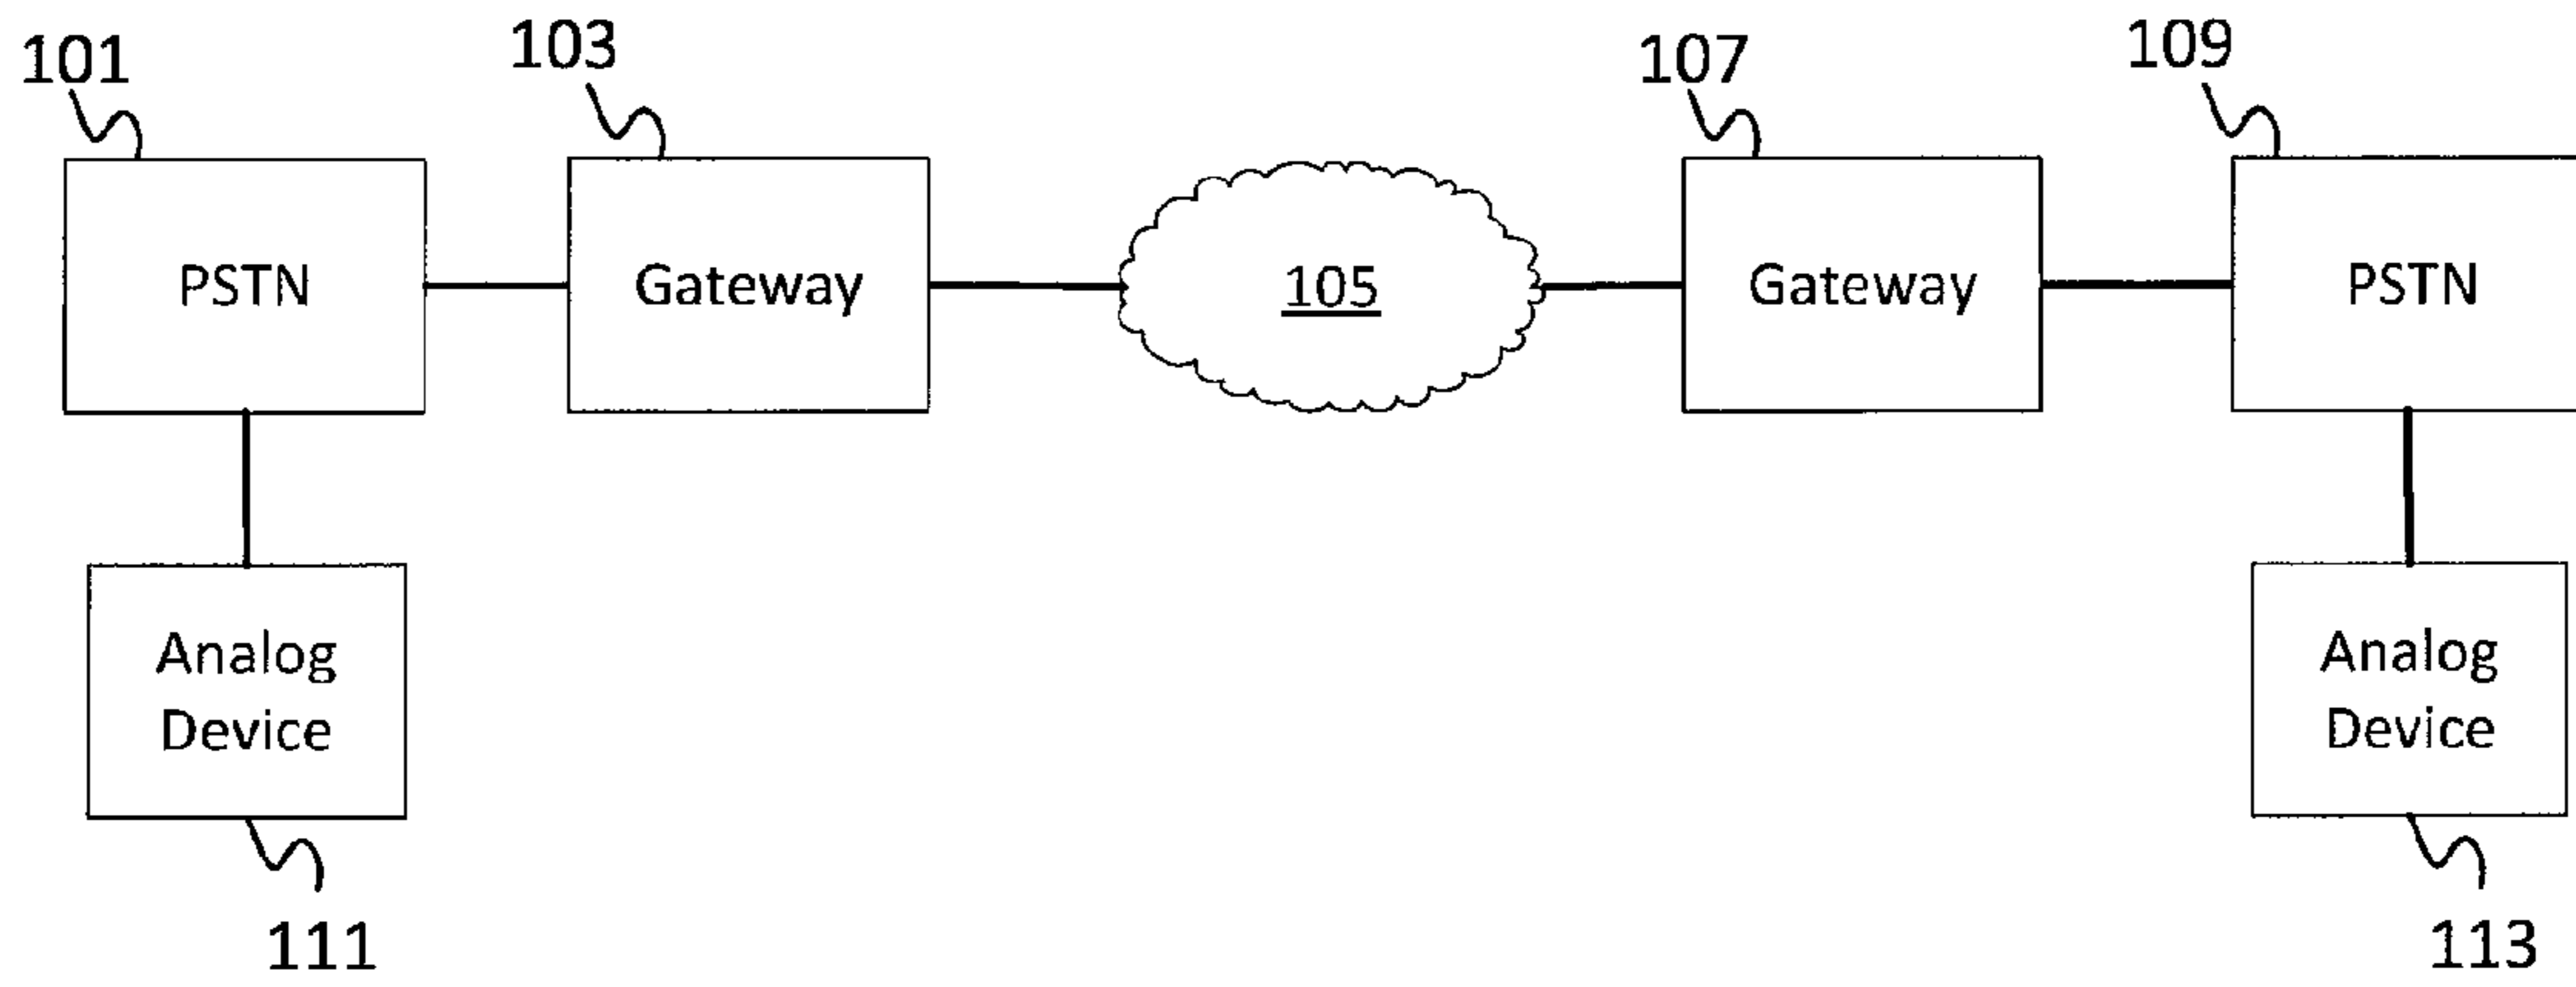 101
103
107
109
PSTN
Gateway
105
Gateway
PSTN
Analog
Device
Analog
Device
111
113